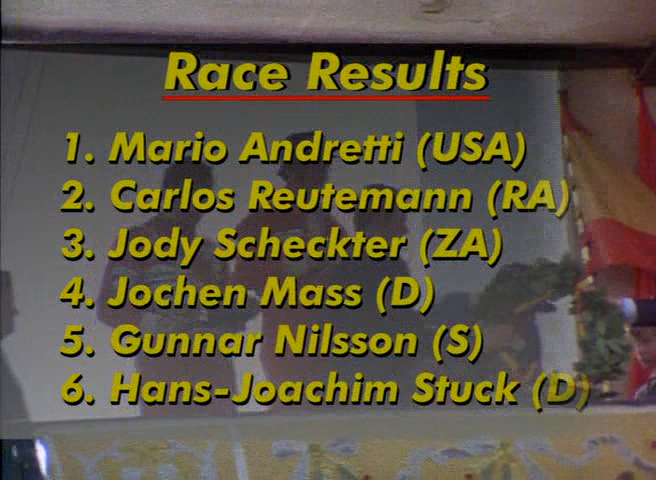 Race Results
1. Mario Andretti (USA)
2. Carlos Reutemann (RA)
3. Jody Scheckter (ZA)
4. Jochen Mass (D)
5. Gunnar Nilsson (S)
6. Hans-Joachim Stuck (D)